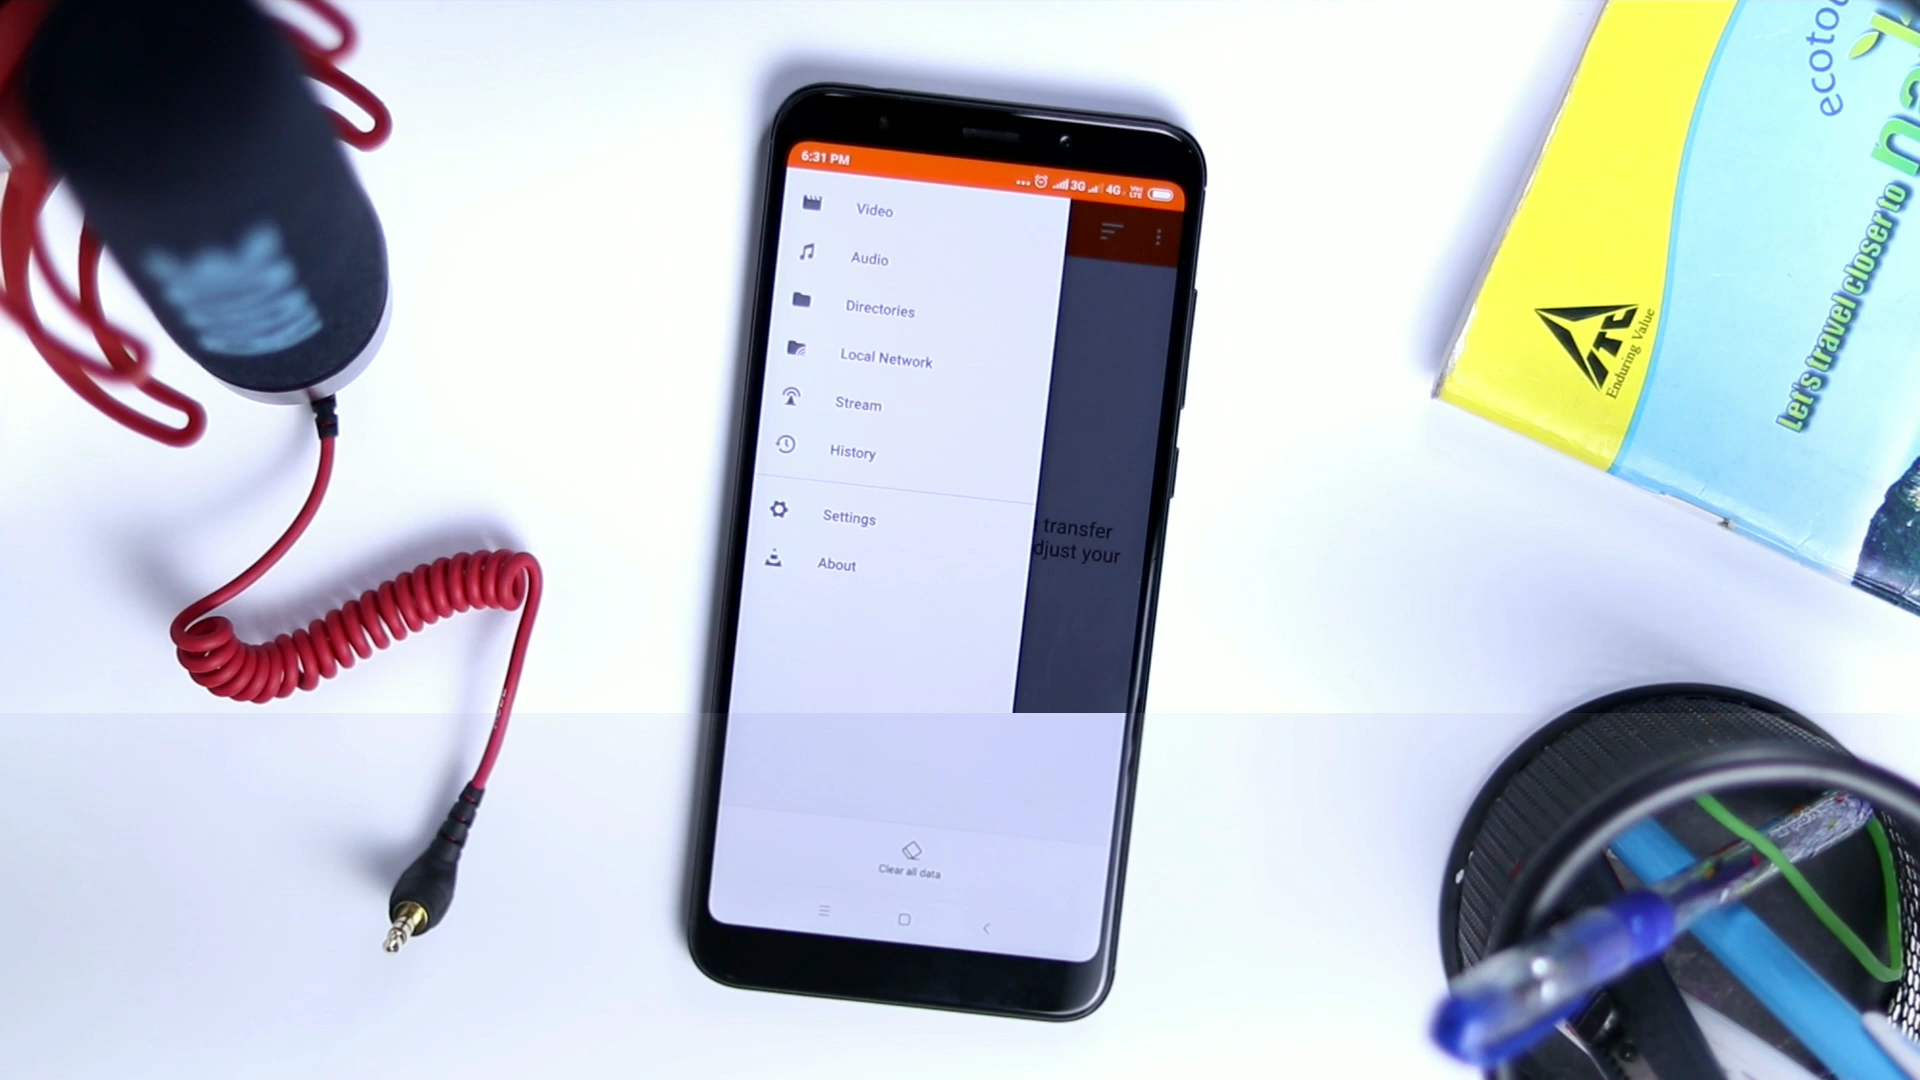 6:31 PM
3G 4G
Video
Audio
Directories
Local Network
Stream
History
Settings
About
transfer
djust your
Clear all data
ecoto
Let's travel closer to
ITC
Enduring Value